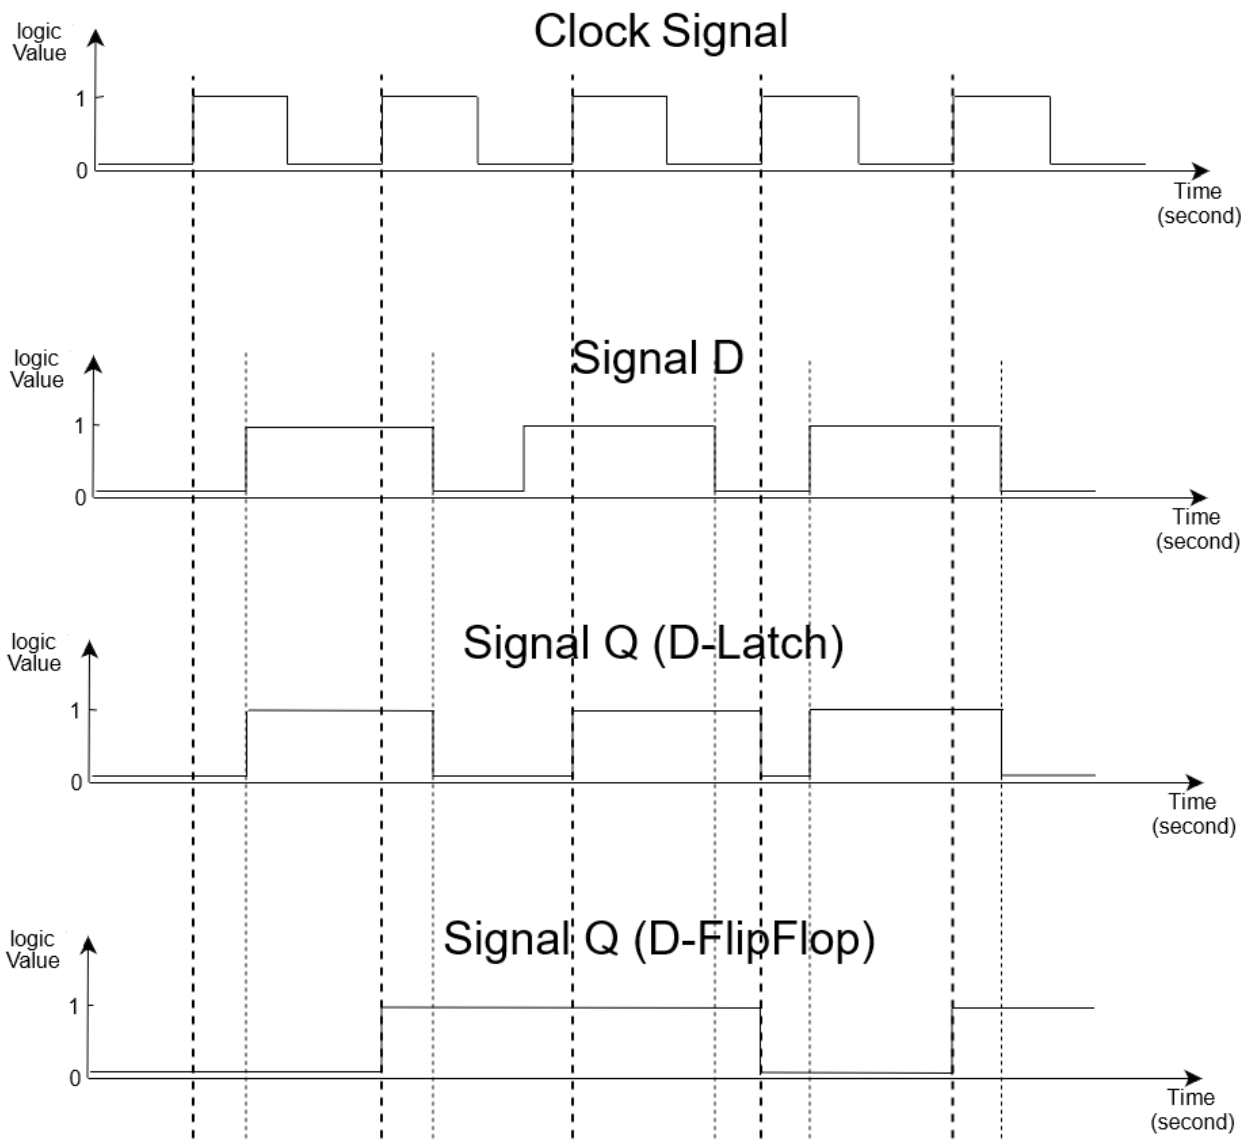 Clock Signal
logic
Value
1
0
Time
(second)
Signal D
logic
Value
1
0
Time
(second)
Signal Q (D-Latch)
logic
Value
1
0
Time
(second)
Signal Q (D-FlipFlop)
logic
Value
1
0
Time
(second)